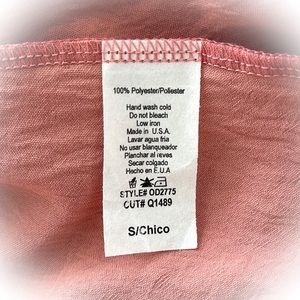 100% Polyester/Poliester
Hand wash cold
Do not bleach
Low iron
Made in U.S.A.
Lavar agua fria
No usar blanqueador
Planchar al reves
Secar colgado
Hecho en E.U.A
STYLE# OD2775
CUT# Q1489
S/Chico